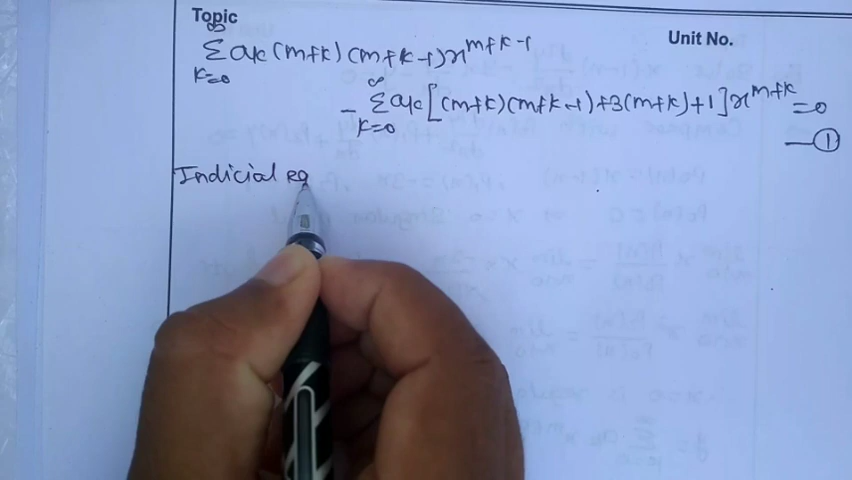 Topic
Unit No.
∞ Σ k=0 ak (m+k) (m+k-1) x^m+k-1
- ∞ Σ k=0 ak [(m+k) (m+k-1) +3(m+k) +1] x^m+k =0
—①
Indicial eq